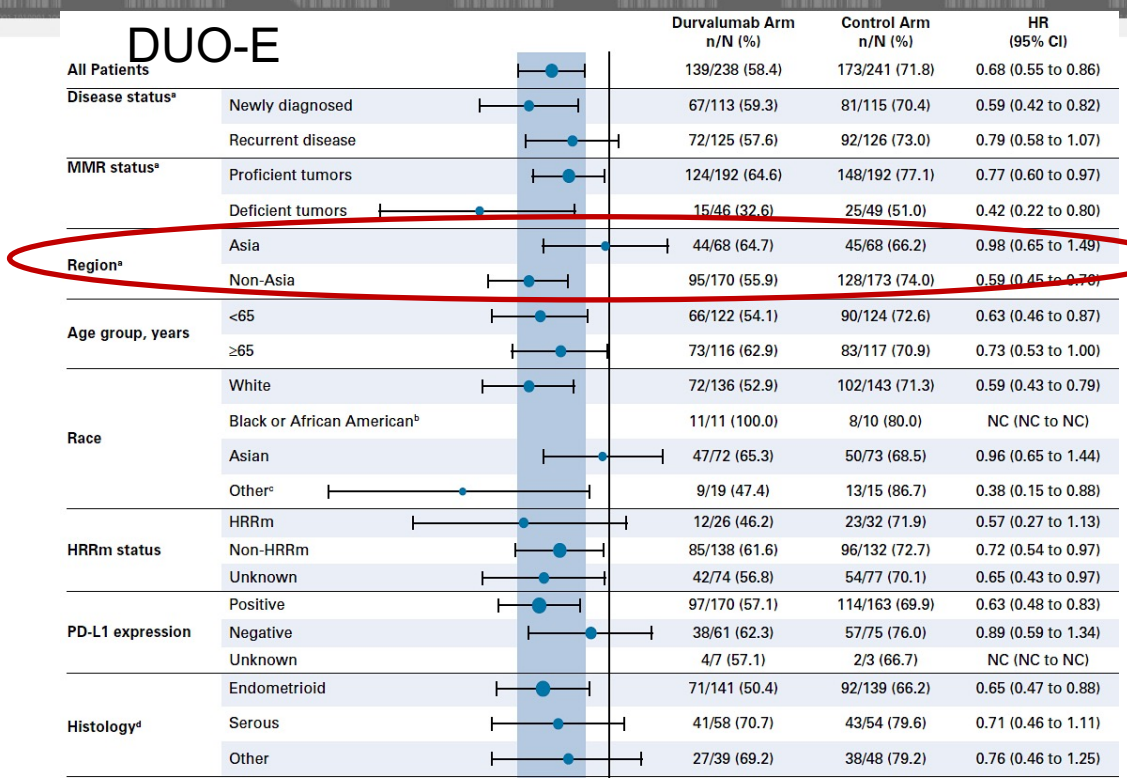 DUO-E
Durvalumab Arm n/N (%) Control Arm n/N (%) HR (95% CI)
All Patients 139/238 (58.4) 173/241 (71.8) 0.68 (0.55 to 0.86)
Disease statusᵃ Newly diagnosed 67/113 (59.3) 81/115 (70.4) 0.59 (0.42 to 0.82)
Recurrent disease 72/125 (57.6) 92/126 (73.0) 0.79 (0.58 to 1.07)
MMR statusᵃ Proficient tumors 124/192 (64.6) 148/192 (77.1) 0.77 (0.60 to 0.97)
Deficient tumors 15/46 (32.6) 25/49 (51.0) 0.42 (0.22 to 0.80)
Regionᵃ Asia 44/68 (64.7) 45/68 (66.2) 0.98 (0.65 to 1.49)
Non-Asia 95/170 (55.9) 128/173 (74.0) 0.59 (0.45 to 0.76)
Age group, years <65 66/122 (54.1) 90/124 (72.6) 0.63 (0.46 to 0.87)
≥65 73/116 (62.9) 83/117 (70.9) 0.73 (0.53 to 1.00)
Race White 72/136 (52.9) 102/143 (71.3) 0.59 (0.43 to 0.79)
Black or African Americanᵇ 11/11 (100.0) 8/10 (80.0) NC (NC to NC)
Asian 47/72 (65.3) 50/73 (68.5) 0.96 (0.65 to 1.44)
Otherᶜ 9/19 (47.4) 13/15 (86.7) 0.38 (0.15 to 0.88)
HRRm status HRRm 12/26 (46.2) 23/32 (71.9) 0.57 (0.27 to 1.13)
Non-HRRm 85/138 (61.6) 96/132 (72.7) 0.72 (0.54 to 0.97)
Unknown 42/74 (56.8) 54/77 (70.1) 0.65 (0.43 to 0.97)
PD-L1 expression Positive 97/170 (57.1) 114/163 (69.9) 0.63 (0.48 to 0.83)
Negative 38/61 (62.3) 57/75 (76.0) 0.89 (0.59 to 1.34)
Unknown 4/7 (57.1) 2/3 (66.7) NC (NC to NC)
Histologyᵈ Endometrioid 71/141 (50.4) 92/139 (66.2) 0.65 (0.47 to 0.88)
Serous 41/58 (70.7) 43/54 (79.6) 0.71 (0.46 to 1.11)
Other 27/39 (69.2) 38/48 (79.2) 0.76 (0.46 to 1.25)